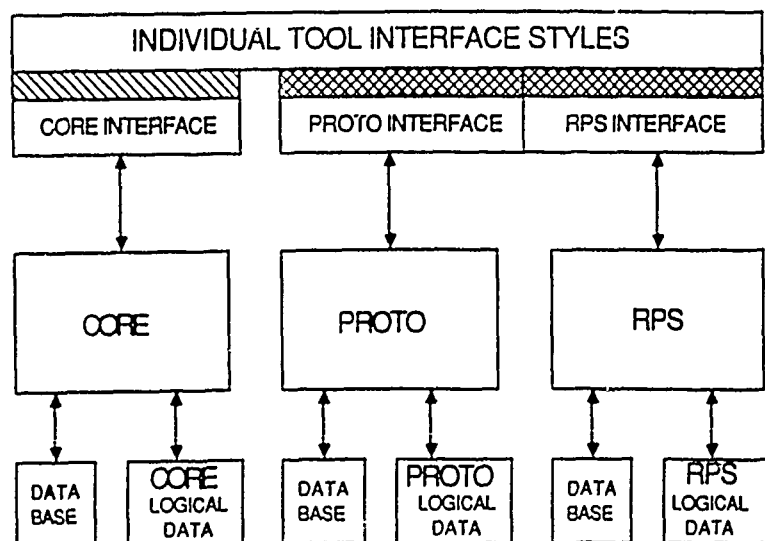 INDIVIDUAL TOOL INTERFACE STYLES
CORE INTERFACE
PROTO INTERFACE
RPS INTERFACE
CORE
PROTO
RPS
DATA
BASE
CORE
LOGICAL
DATA
DATA
BASE
PROTO
LOGICAL
DATA
DATA
BASE
RPS
LOGICAL
DATA